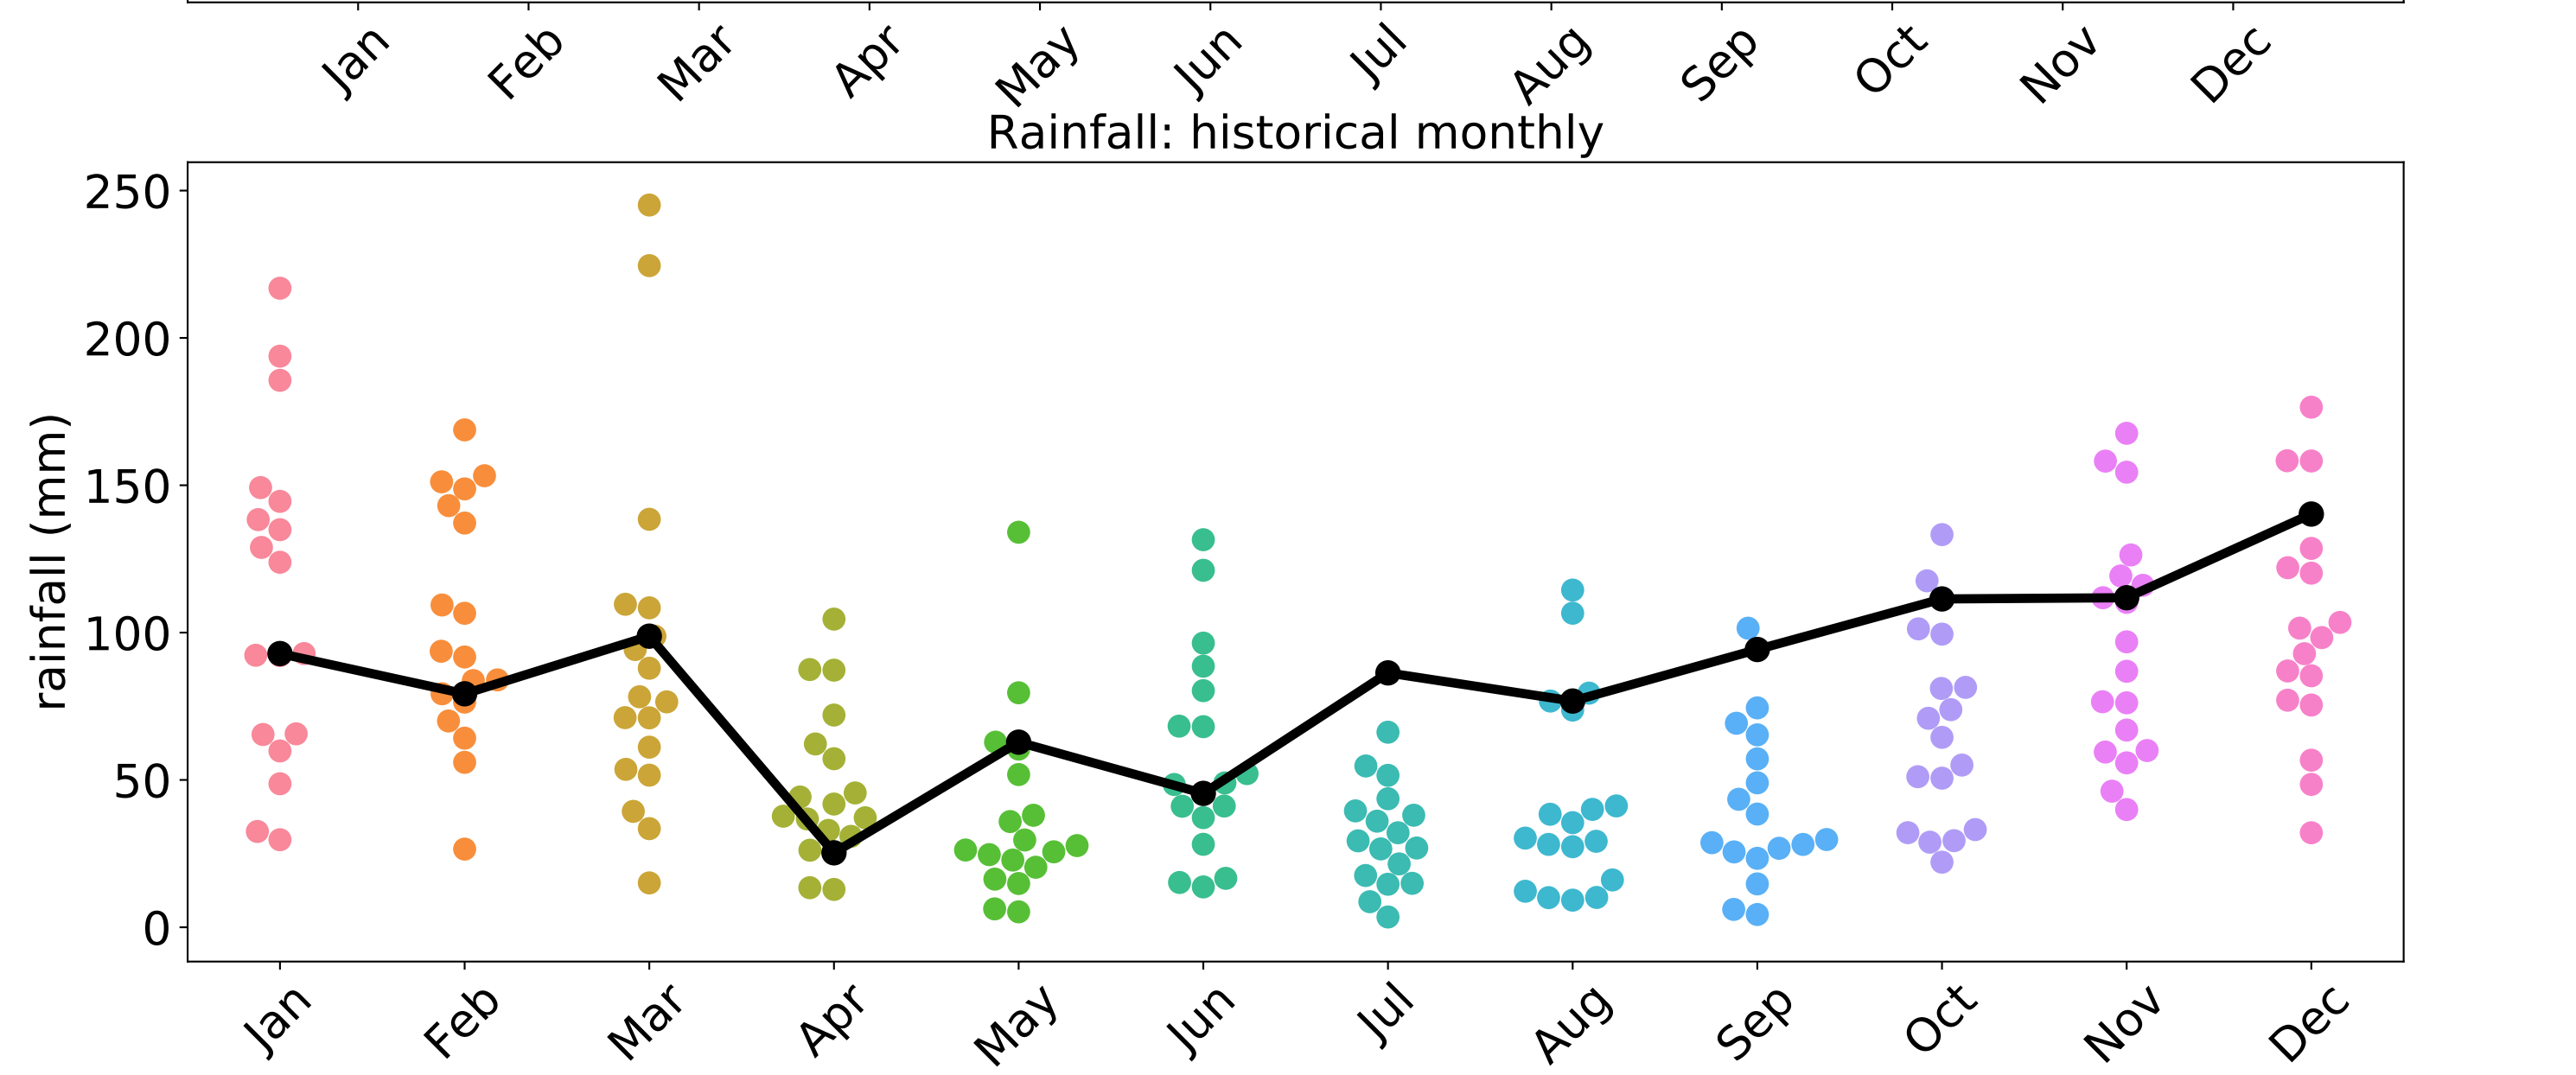 Jan Feb Mar Apr May Jun Jul Aug Sep Oct Nov Dec
Rainfall: historical monthly
250
200
150
100
50
0
rainfall (mm)
Jan Feb Mar Apr May Jun Jul Aug Sep Oct Nov Dec